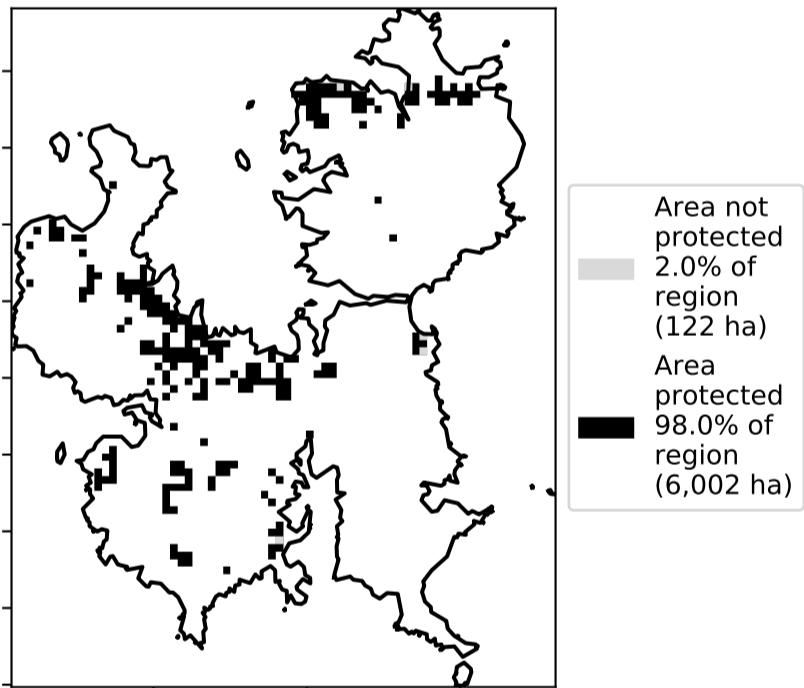 Area not
protected
2.0% of
region
(122 ha)
Area
protected
98.0% of
region
(6,002 ha)